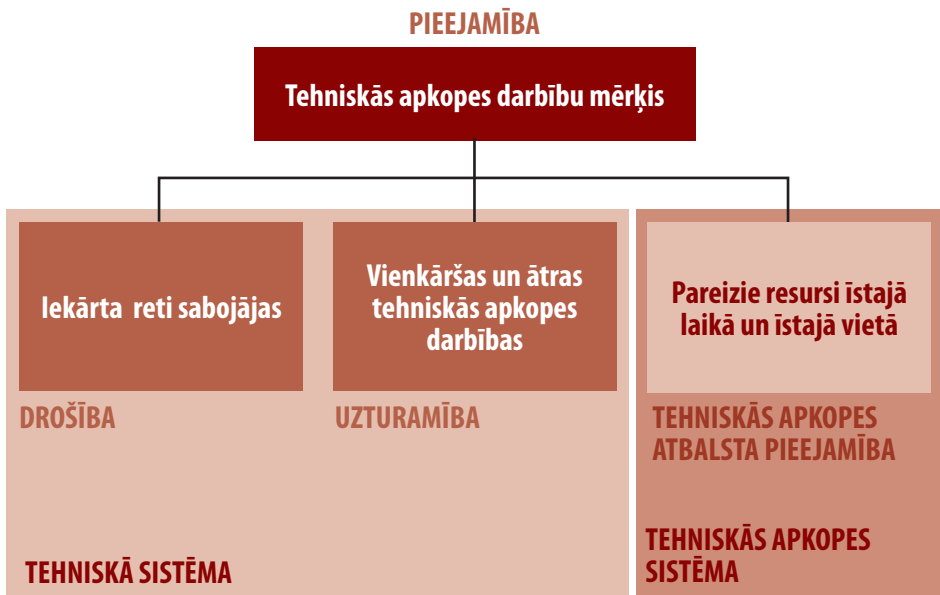 PIEEJAMĪBA
Tehniskās apkopes darbību mērķis
Iekārta reti sabojājas
Vienkāršas un ātras
tehniskās apkopes
darbības
Pareizie resursi īstajā
laikā un īstajā vietā
DROŠĪBA
UZTURAMĪBA
TEHNISKĀS APKOPES
ATBALSTA PIEEJAMĪBA
TEHNISKĀ SISTĒMA
TEHNISKĀS APKOPES
SISTĒMA